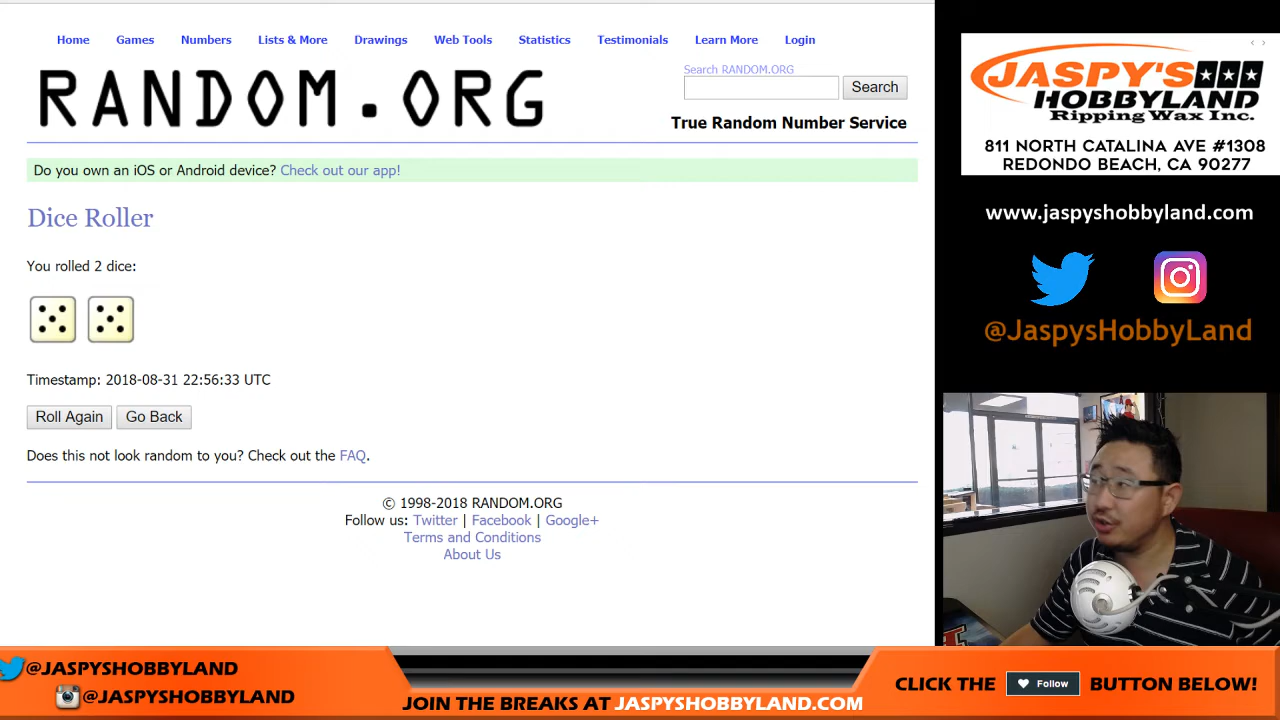 Home Games Numbers Lists & More Drawings Web Tools Statistics Testimonials Learn More Login
RANDOM.ORG
Search RANDOM.ORG
Search
True Random Number Service
Do you own an iOS or Android device? Check out our app!
Dice Roller
You rolled 2 dice:
Timestamp: 2018-08-31 22:56:33 UTC
Roll Again Go Back
Does this not look random to you? Check out the FAQ.
© 1998-2018 RANDOM.ORG
Follow us: Twitter | Facebook | Google+
Terms and Conditions
About Us
JASPY'S
HOBBYLAND
Ripping Wax Inc.
811 NORTH CATALINA AVE #1308
REDONDO BEACH, CA 90277
www.jaspyshobbyland.com
@JaspysHobbyLand
@JASPYSHOBBYLAND
@JASPYSHOBBYLAND
JOIN THE BREAKS AT JASPYSHOBBYLAND.COM
CLICK THE Follow BUTTON BELOW!